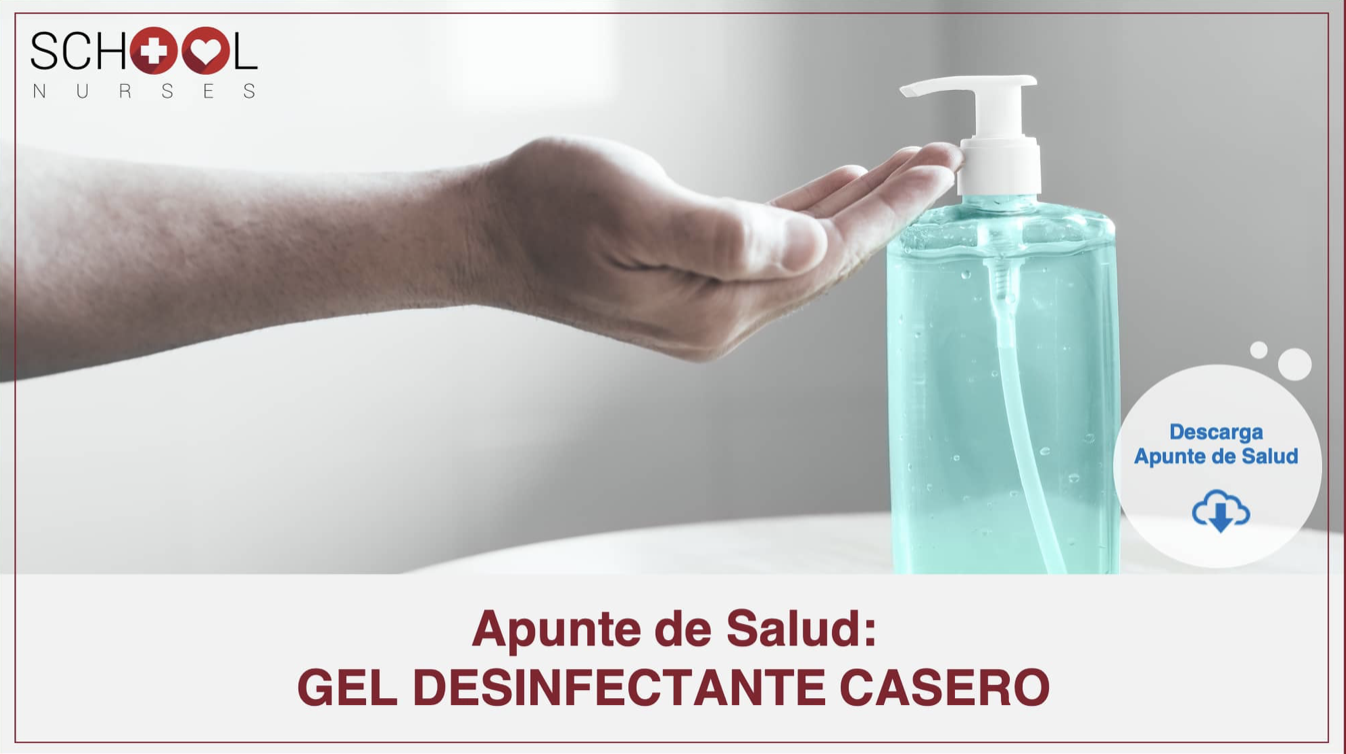 SCHOOL
NURSES
Descarga
Apunte de Salud
Apunte de Salud:
GEL DESINFECTANTE CASERO